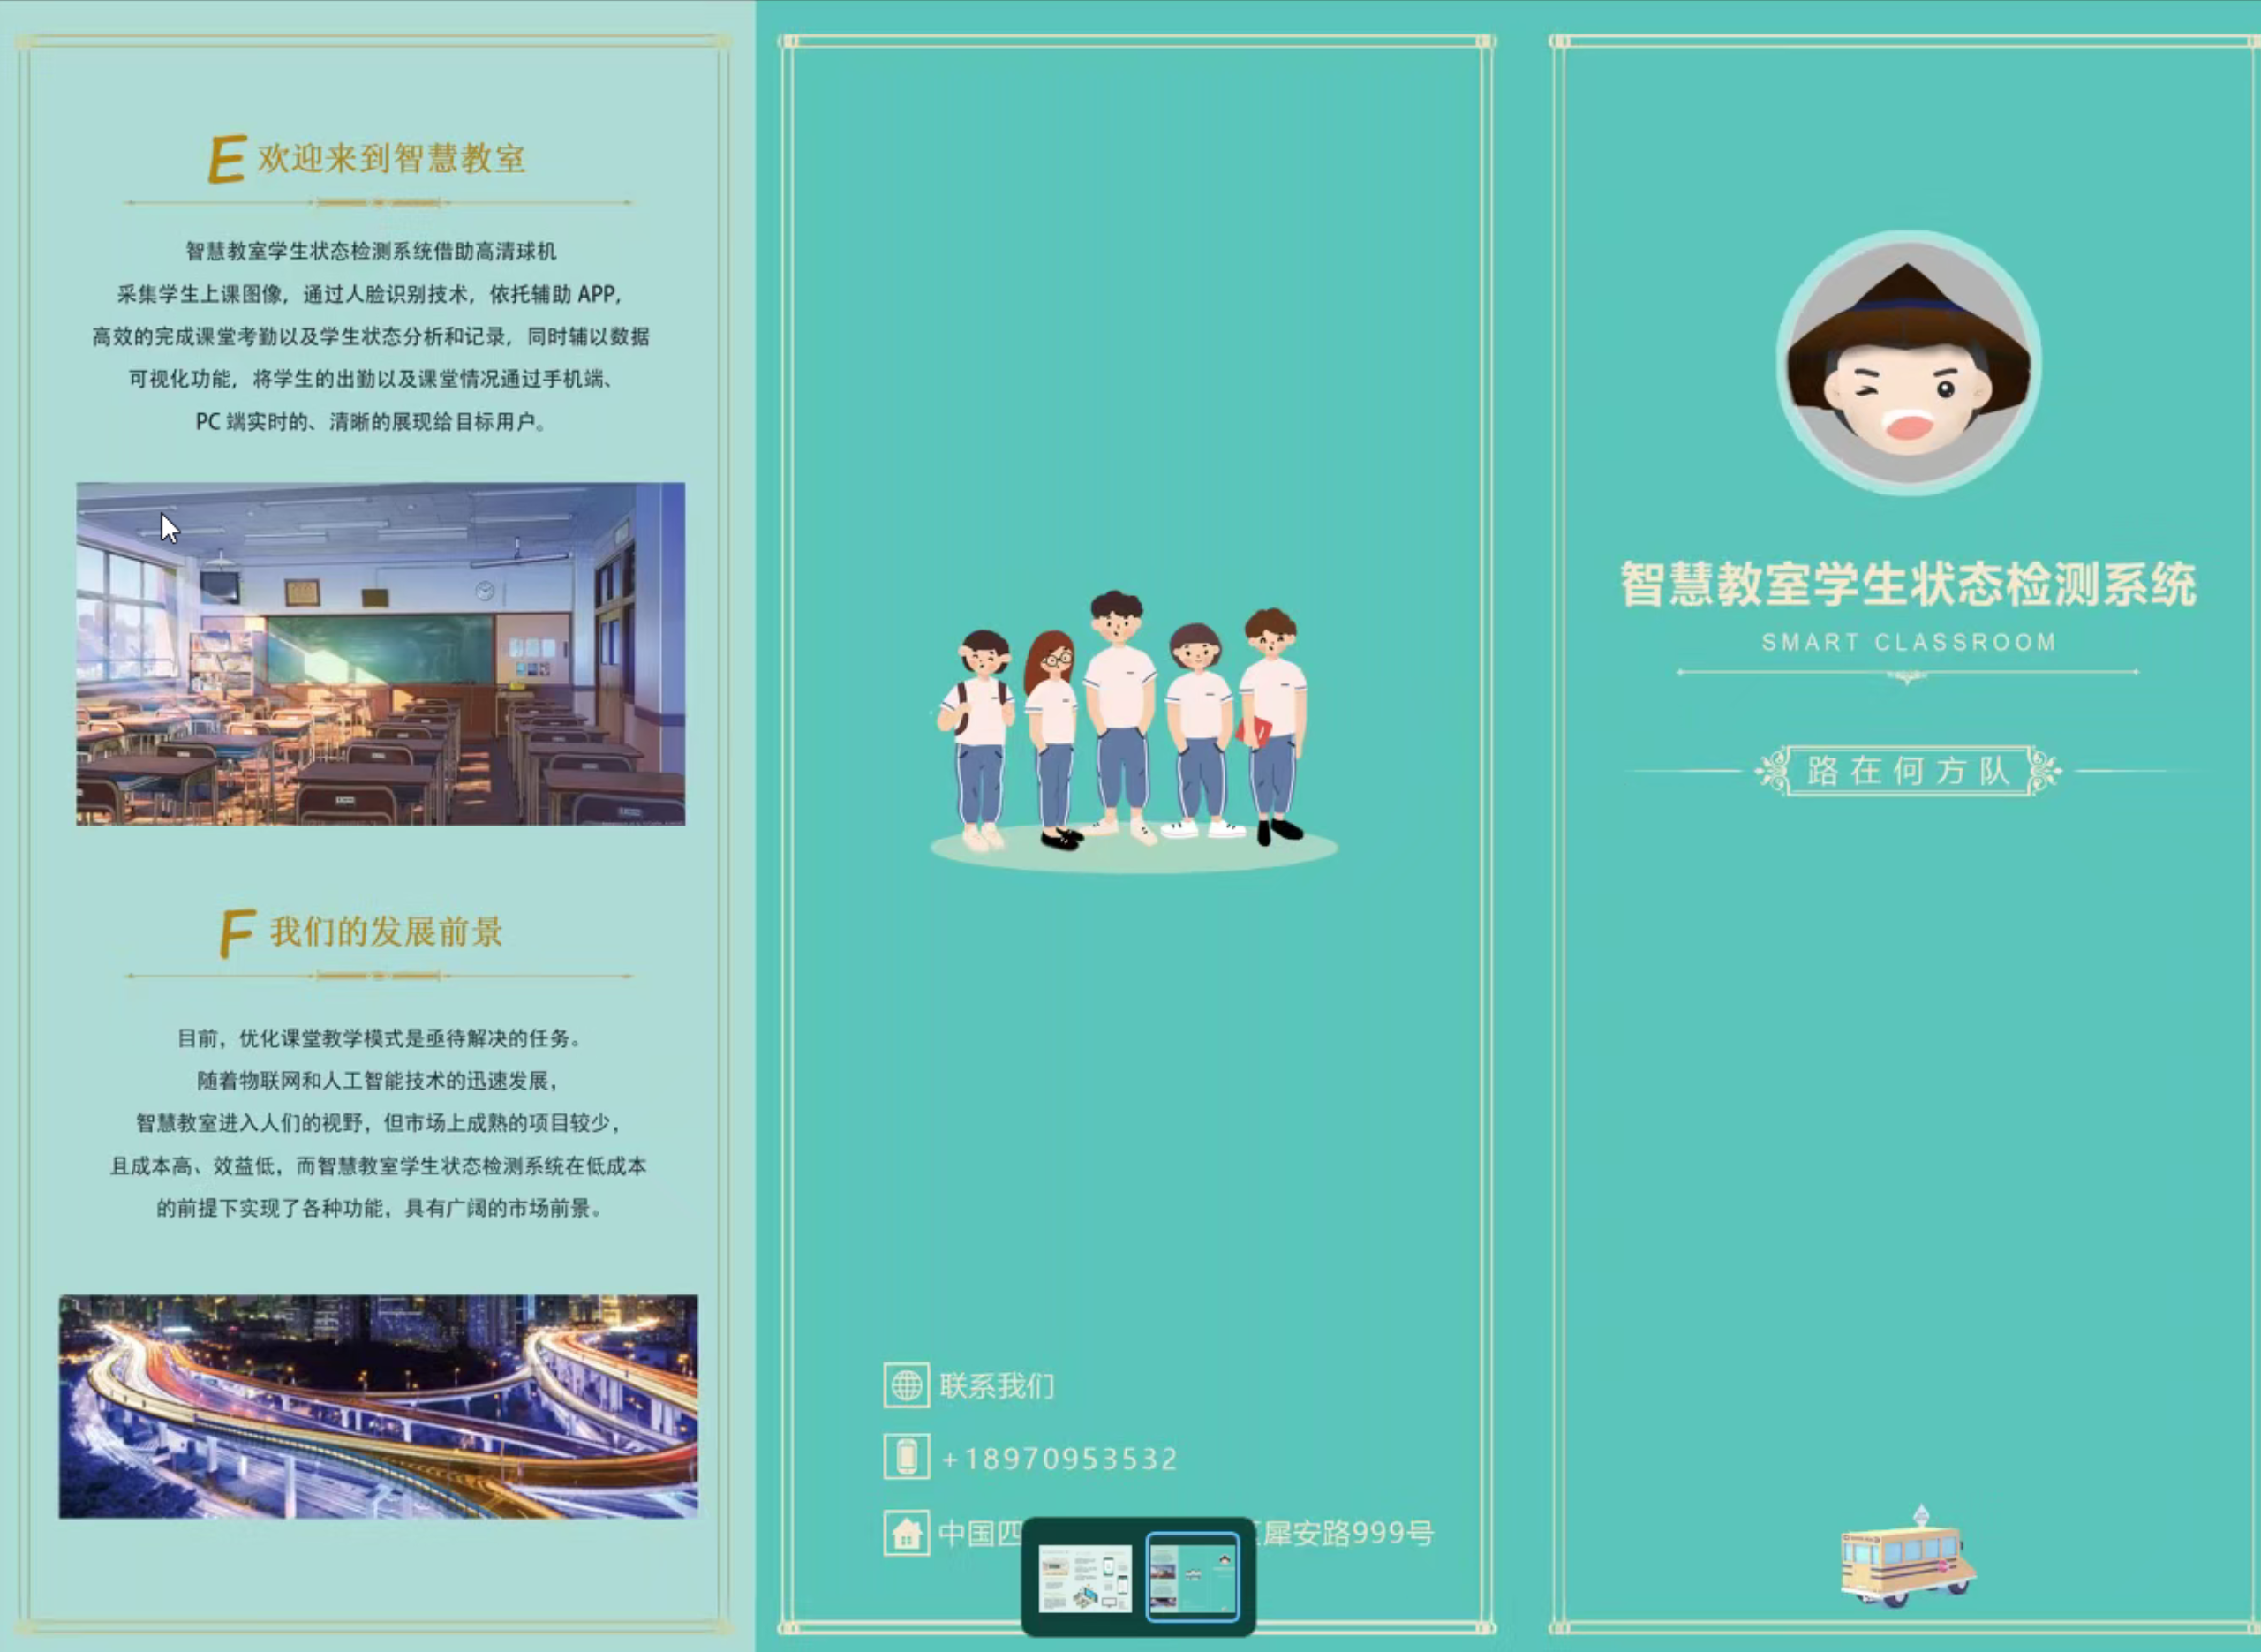 E 欢迎来到智慧教室
智慧教室学生状态检测系统借助高清球机
采集学生上课图像，通过人脸识别技术，依托辅助 APP,
高效的完成课堂考勤以及学生状态分析和记录，同时辅以数据
可视化功能，将学生的出勤以及课堂情况通过手机端、
PC 端实时的、清晰的展现给目标用户。
F 我们的发展前景
目前，优化课堂教学模式是亟待解决的任务。
随着物联网和人工智能技术的迅速发展，
智慧教室进入人们的视野，但市场上成熟的项目较少，
且成本高、效益低，而智慧教室学生状态检测系统在低成本
的前提下实现了各种功能，具有广阔的市场前景。
联系我们
+18970953532
中国四 犀安路999号
智慧教室学生状态检测系统
SMART CLASSROOM
路在何方队